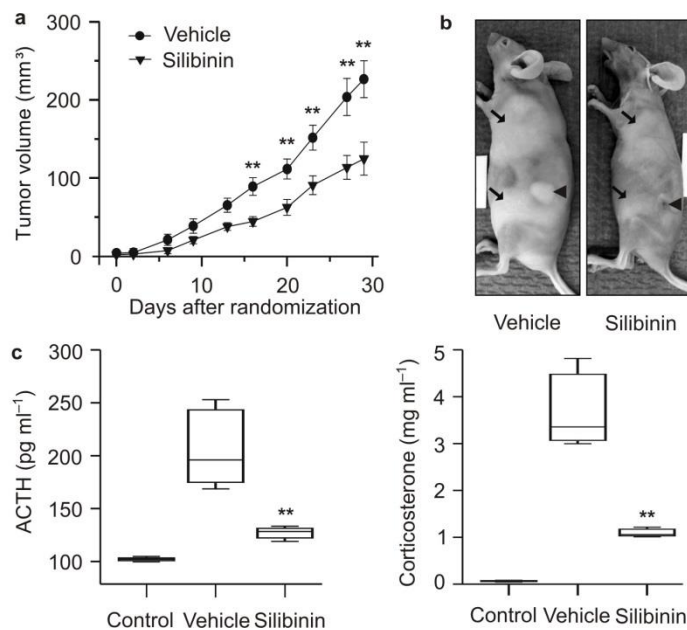 a
Vehicle
Silibinin
Tumor volume (mm³)
300
200
100
0
** ** ** ** **
0 10 20 30
Days after randomization
b
Vehicle Silibinin
c
ACTH (pg ml⁻¹)
300
250
200
150
100
**
Control Vehicle Silibinin
Corticosterone (mg ml⁻¹)
5
4
3
2
1
0
**
Control Vehicle Silibinin